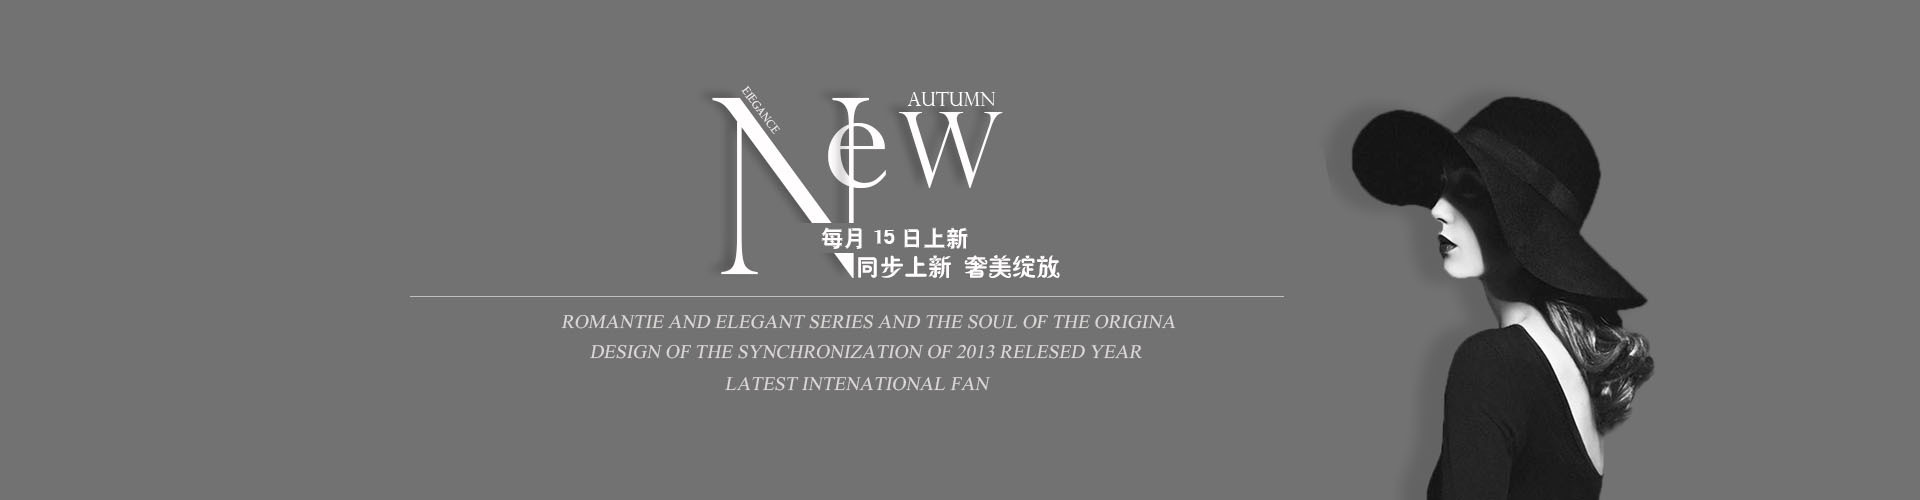 EIEGANCE
New
AUTUMN
每月 15 日上新
同步上新 奢美绽放
ROMANTIE AND ELEGANT SERIES AND THE SOUL OF THE ORIGINA
DESIGN OF THE SYNCHRONIZATION OF 2013 RELESED YEAR
LATEST INTENATIONAL FAN